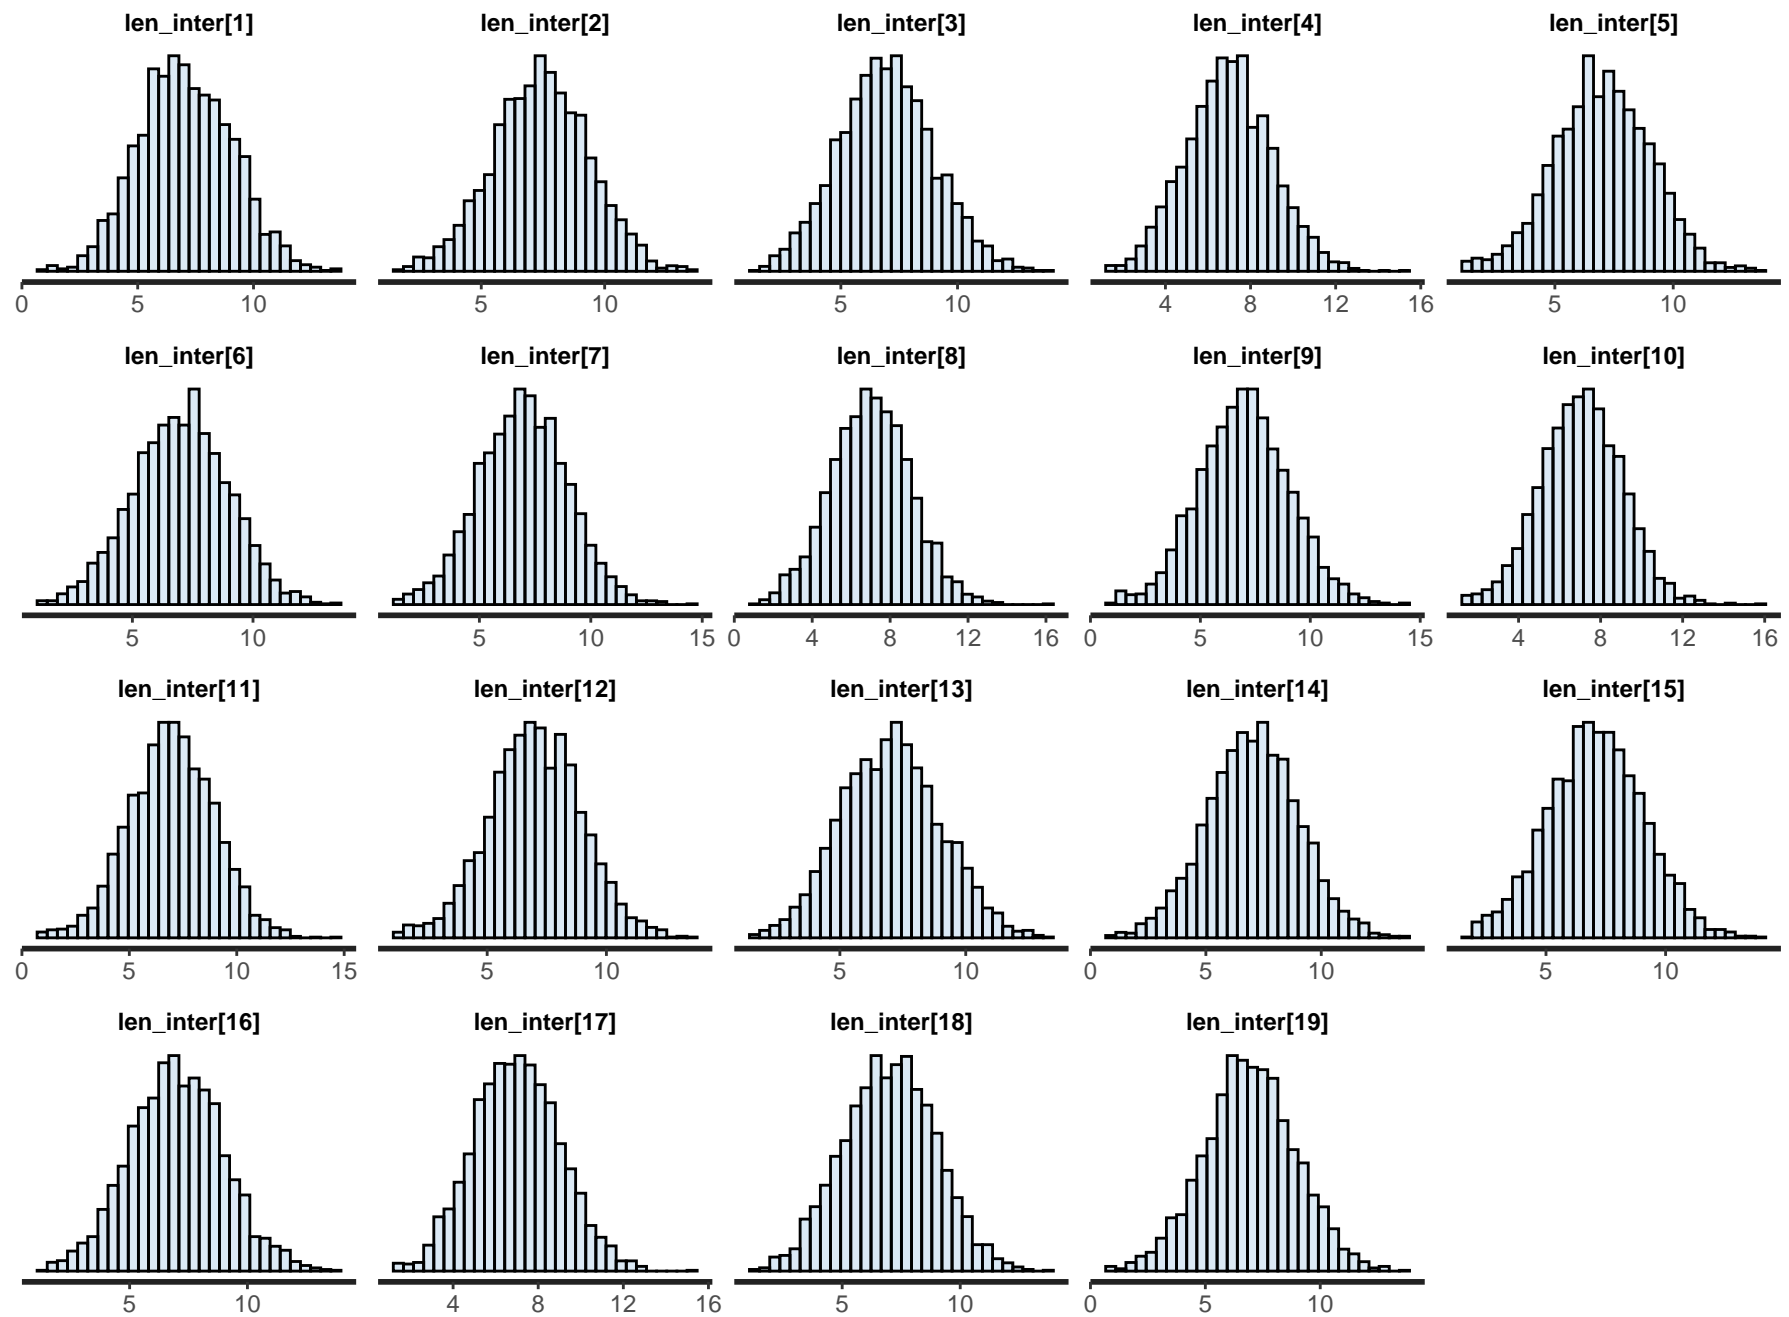 len_inter[1] len_inter[2] len_inter[3] len_inter[4] len_inter[5]
0 5 10 5 10 5 10 4 8 12 16 5 10
len_inter[6] len_inter[7] len_inter[8] len_inter[9] len_inter[10]
5 10 5 10 15 0 4 8 12 16 0 5 10 15 4 8 12 16
len_inter[11] len_inter[12] len_inter[13] len_inter[14] len_inter[15]
0 5 10 15 5 10 5 10 0 5 10 5 10
len_inter[16] len_inter[17] len_inter[18] len_inter[19]
5 10 4 8 12 16 5 10 0 5 10